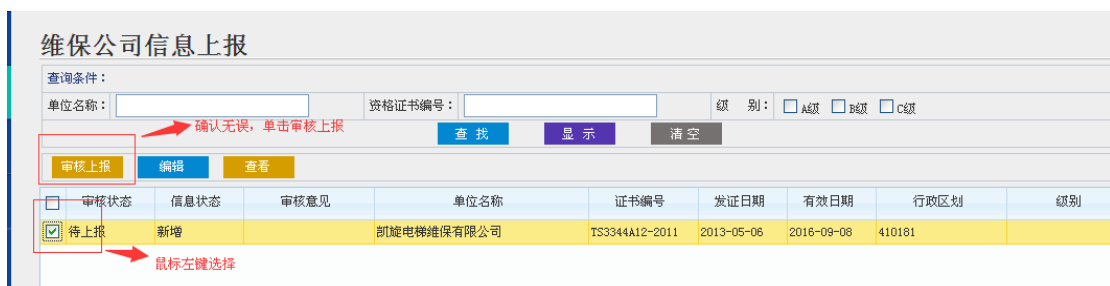 维保公司信息上报
查询条件：
单位名称： 资格证书编号： 级 别： A级 B级 C级
确认无误，单击审核上报
查 找 显 示 清 空
审核上报 编辑 查看
审核状态 信息状态 审核意见 单位名称 证书编号 发证日期 有效日期 行政区划 级别
待上报 新增 凯旋电梯维保有限公司 TS3344A12-2011 2013-05-06 2016-09-08 410181
鼠标左键选择